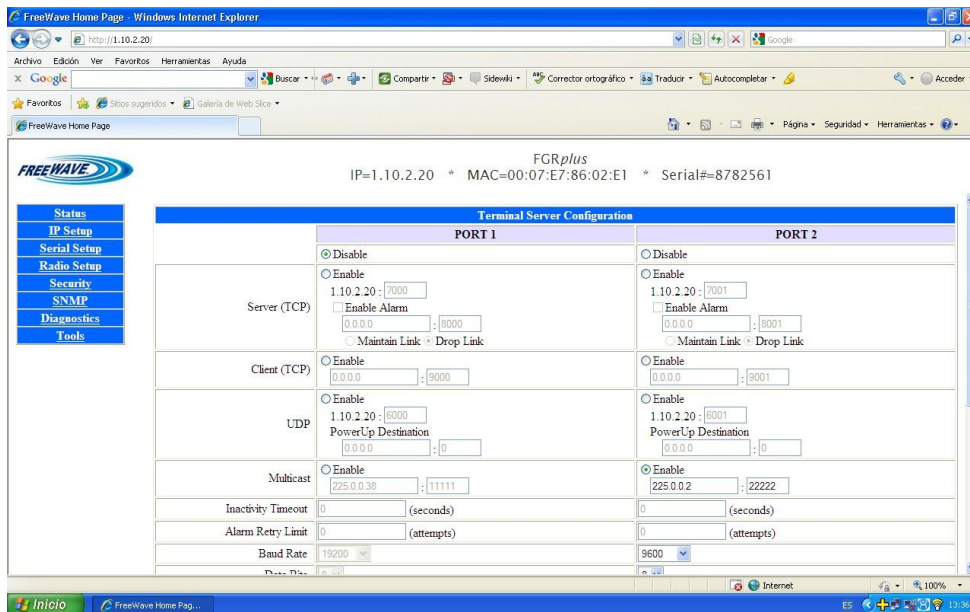 FreeWave Home Page - Windows Internet Explorer
http://1.10.2.20/
Google
Archivo Edición Ver Favoritos Herramientas Ayuda
x Google Buscar Compartir Sidewiki Corrector ortográfico Traducir Autocompletar Acceder
Favoritos Sitios sugeridos Galería de Web Slice
FreeWave Home Page Página Seguridad Herramientas
FREEWAVE
FGRplus
IP=1.10.2.20 * MAC=00:07:E7:86:02:E1 * Serial#=8782561
Status
IP Setup
Serial Setup
Radio Setup
Security
SNMP
Diagnostics
Tools
Terminal Server Configuration
PORT 1 PORT 2
Disable Disable
Server (TCP)
Enable Enable
1.10.2.20 : 7000 1.10.2.20 : 7001
Enable Alarm Enable Alarm
0.0.0.0 : 8000 0.0.0.0 : 8001
Maintain Link Drop Link Maintain Link Drop Link
Client (TCP)
Enable Enable
0.0.0.0 : 9000 0.0.0.0 : 9001
UDP
Enable Enable
1.10.2.20 : 6000 1.10.2.20 : 6001
PowerUp Destination PowerUp Destination
0.0.0.0 : 0 0.0.0.0 : 0
Multicast
Enable Enable
225.0.0.38 : 11111 225.0.0.2 : 22222
Inactivity Timeout 0 (seconds) 0 (seconds)
Alarm Retry Limit 0 (attempts) 0 (attempts)
Baud Rate 19200 9600
Data Bits 8 8
Internet 100%
Inicio FreeWave Home Pag... ES 13:36